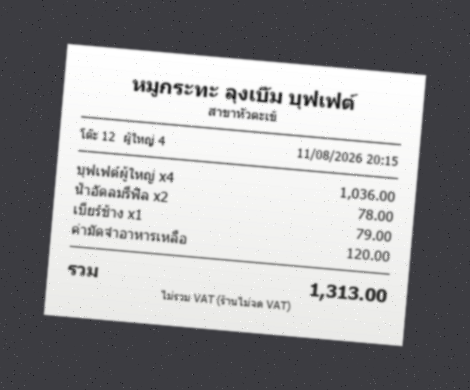 หมูกระทะ ลุงเบิ้ม บุฟเฟต์
สาขาหัวตะเข้
โต๊ะ 12 ผู้ใหญ่ 4 11/08/2026 20:15
บุฟเฟต์ผู้ใหญ่ x4 1,036.00
น้ำอัดลมรีฟิล x2 78.00
เบียร์ช้าง x1 79.00
ค่ามัดจำอาหารเหลือ 120.00
รวม 1,313.00
ไม่รวม VAT (ร้านไม่จด VAT)